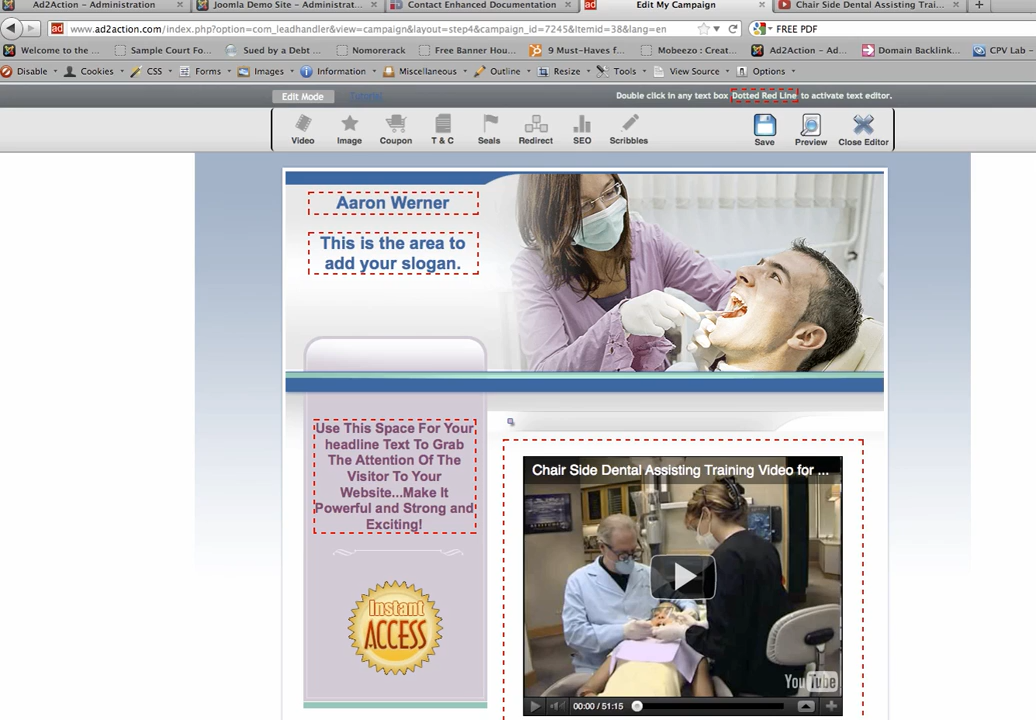 Ad2Action - Administration
Joomla Demo Site - Administrat...
Contact Enhanced Documentation
Edit My Campaign
Chair Side Dental Assisting Trai...
www.ad2action.com/index.php?option=com_leadhandler&view=campaign&layout=step4&campaign_id=7245&Itemid=38&lang=en
FREE PDF
Welcome to the ...
Sample Court Fo...
Sued by a Debt ...
Nomorerack
Free Banner Hou...
9 Must-Haves f...
Mobeezo : Creat...
Ad2Action - Ad...
Domain Backlink...
CPV Lab -
Disable
Cookies
CSS
Forms
Images
Information
Miscellaneous
Outline
Resize
Tools
View Source
Options
Edit Mode
Tutorial
Double click in any text box Dotted Red Line to activate text editor.
Video
Image
Coupon
T & C
Seals
Redirect
SEO
Scribbles
Save
Preview
Close Editor
Aaron Werner
This is the area to
add your slogan.
Use This Space For Your
headline Text To Grab
The Attention Of The
Visitor To Your
Website...Make It
Powerful and Strong and
Exciting!
Instant
ACCESS
Chair Side Dental Assisting Training Video for ...
YouTube
00:00 / 51:15